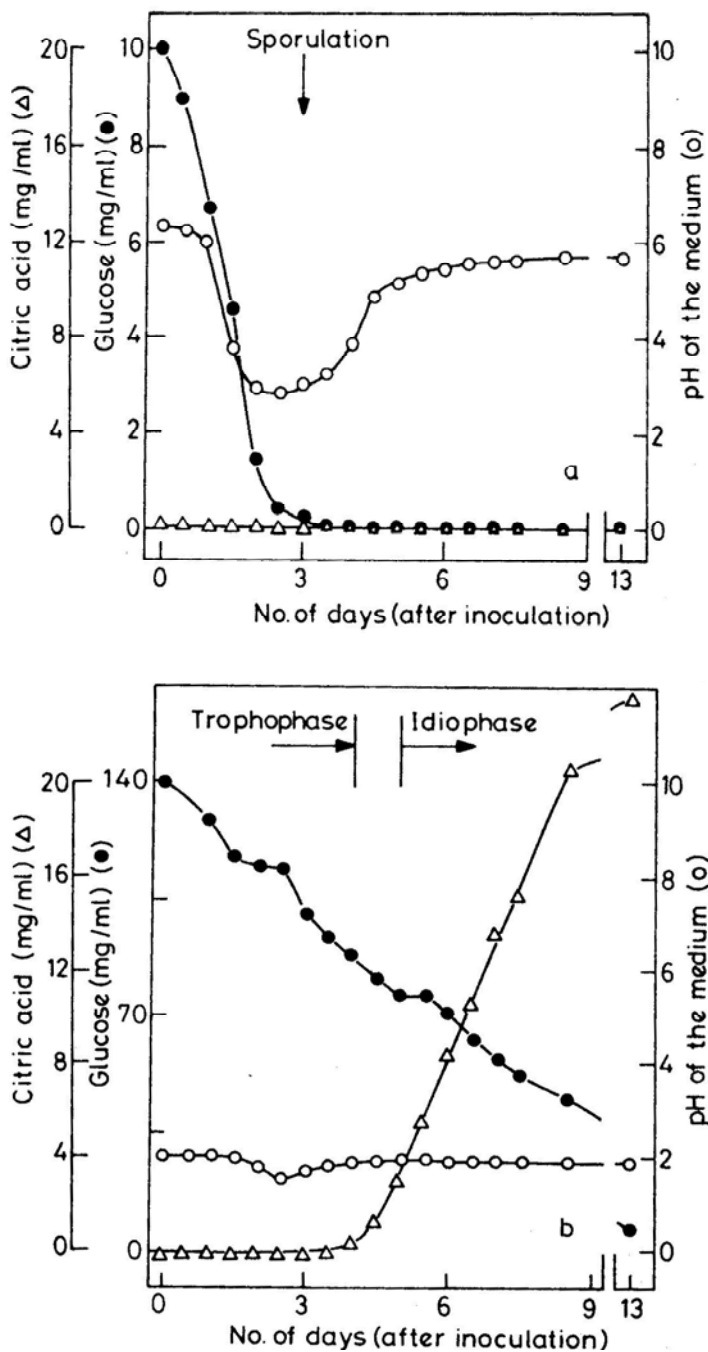 Sporulation
Citric acid (mg/ml) (Δ)
20
16
12
8
4
0
Glucose (mg/ml) (●)
10
8
6
4
2
0
pH of the medium (o)
10
8
6
4
2
0
a
0 3 6 9 13
No. of days (after inoculation)
Trophophase
Idiophase
Citric acid (mg/ml) (Δ)
20
16
12
8
4
0
Glucose (mg/ml) (●)
140
70
0
pH of the medium (o)
10
8
6
4
2
0
b
0 3 6 9 13
No. of days (after inoculation)